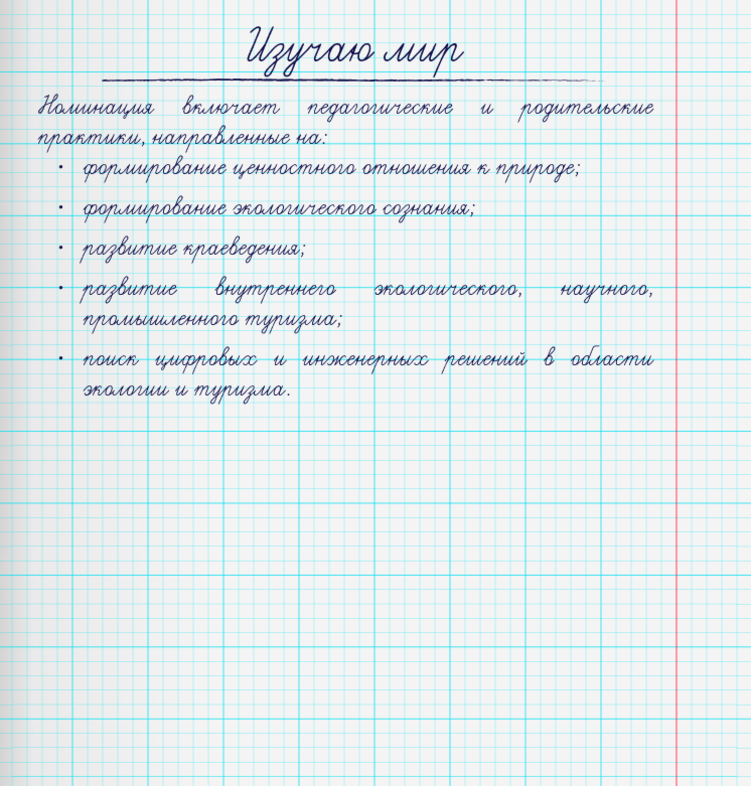 Изучаю мир
Номинация включает педагогические и родительские
практики, направленные на:
• формирование ценностного отношения к природе;
• формирование экологического сознания;
• развитие краеведения;
• развитие внутреннего экологического, научного,
промышленного туризма;
• поиск цифровых и инженерных решений в области
экологии и туризма.